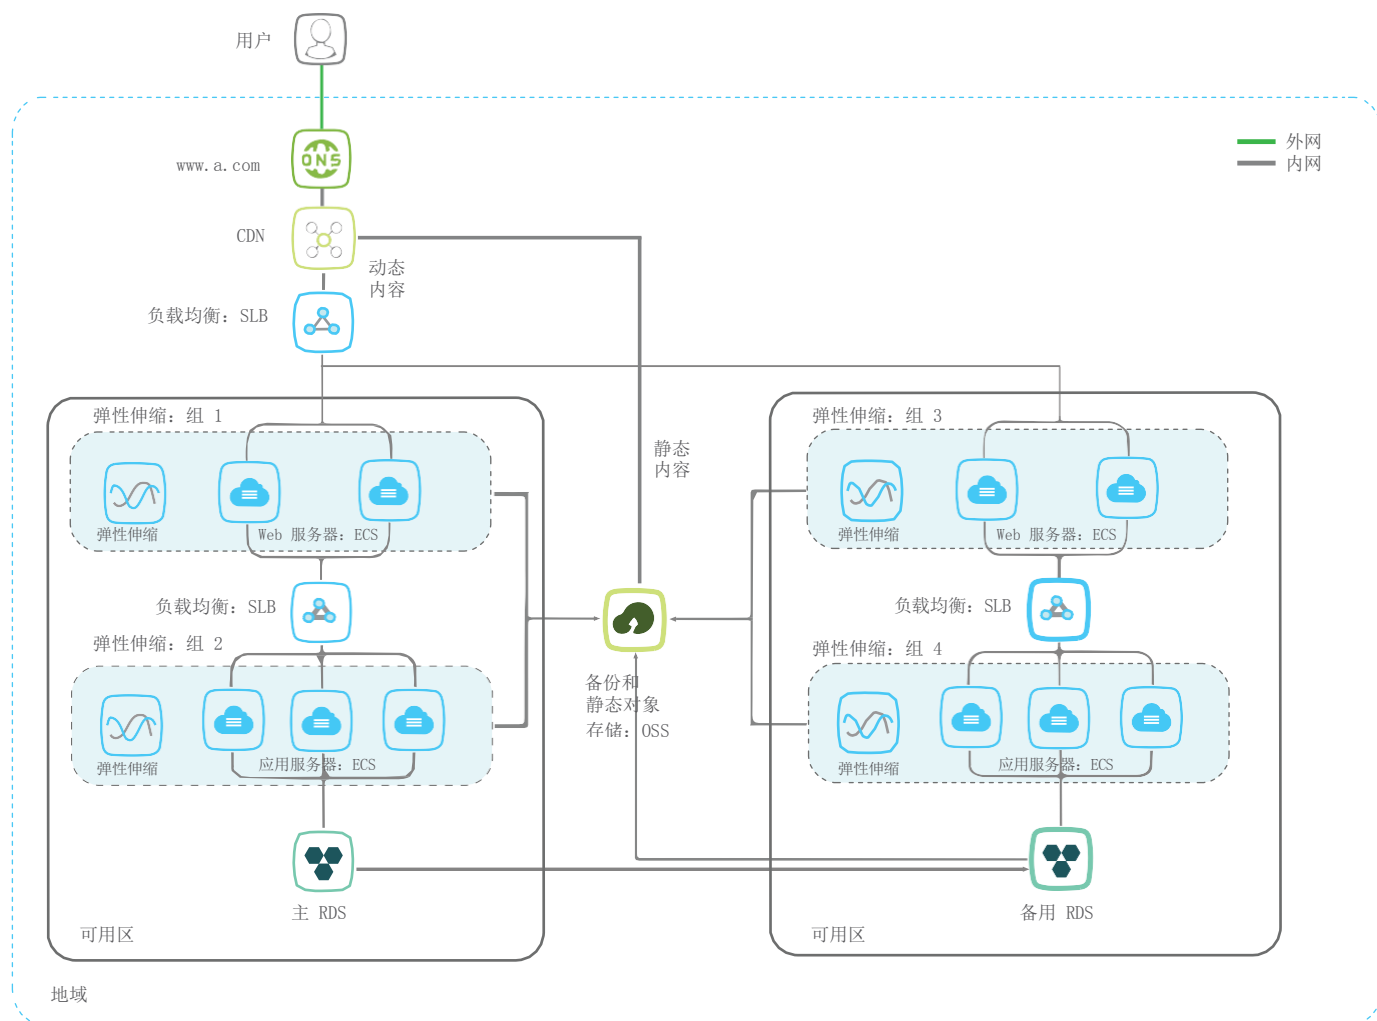 用户
外网
内网
www.a.com
ONS
CDN
动态
内容
负载均衡：SLB
弹性伸缩：组 1
弹性伸缩：组 3
静态
内容
弹性伸缩
Web 服务器：ECS
弹性伸缩
Web 服务器：ECS
负载均衡：SLB
负载均衡：SLB
弹性伸缩：组 2
弹性伸缩：组 4
备份和
静态对象
存储：OSS
弹性伸缩
应用服务器：ECS
弹性伸缩
应用服务器：ECS
主 RDS
备用 RDS
可用区
可用区
地域